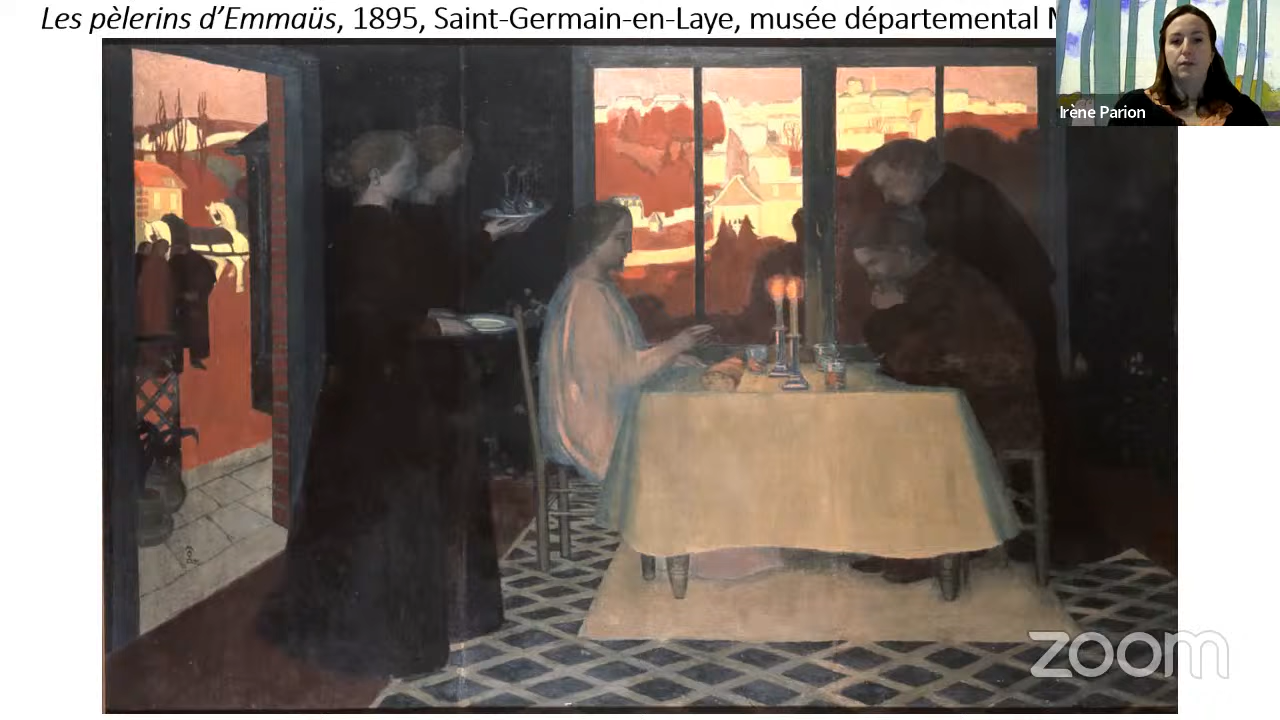 Les pèlerins d’Emmaüs, 1895, Saint-Germain-en-Laye, musée départemental
Irène Parion
zoom